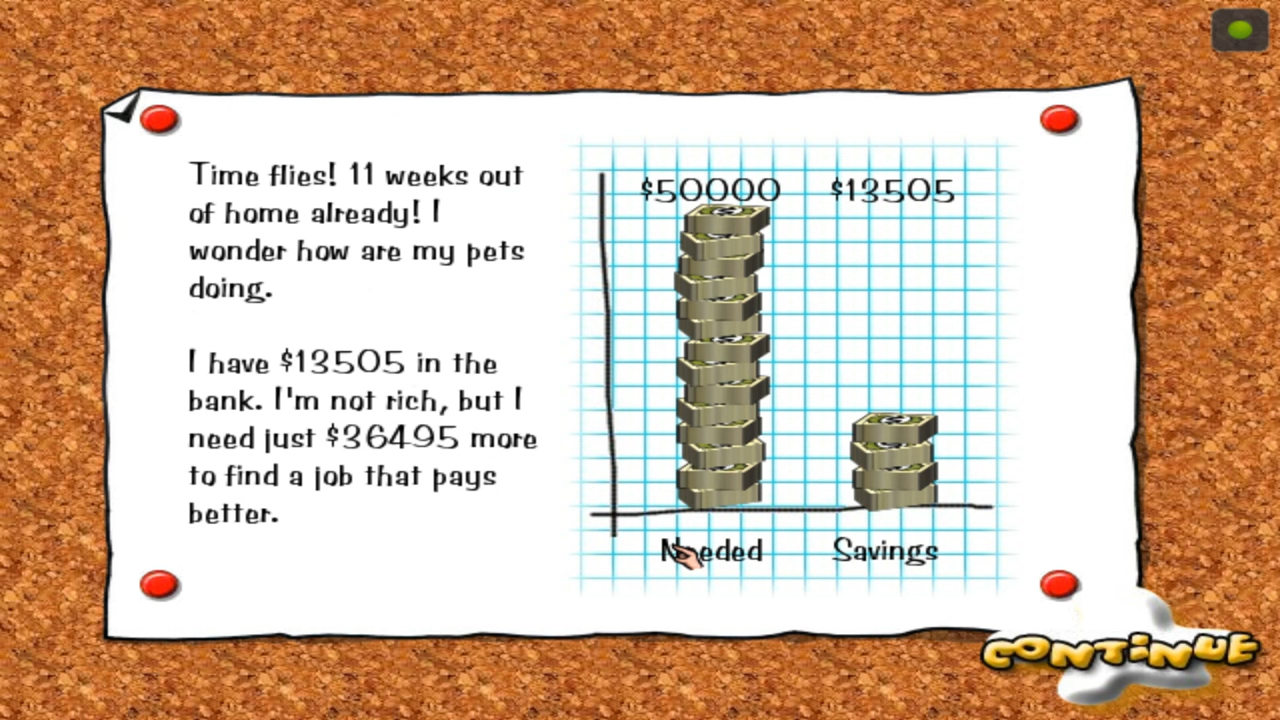 Time flies! 11 weeks out
of home already! I
wonder how are my pets
doing.
I have $13505 in the
bank. I'm not rich, but I
need just $36495 more
to find a job that pays
better.
$50000 $13505
Needed Savings
CONTINUE